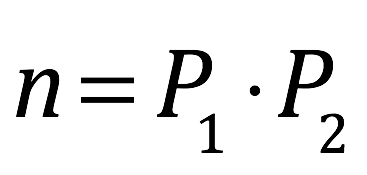 n = P₁ · P₂